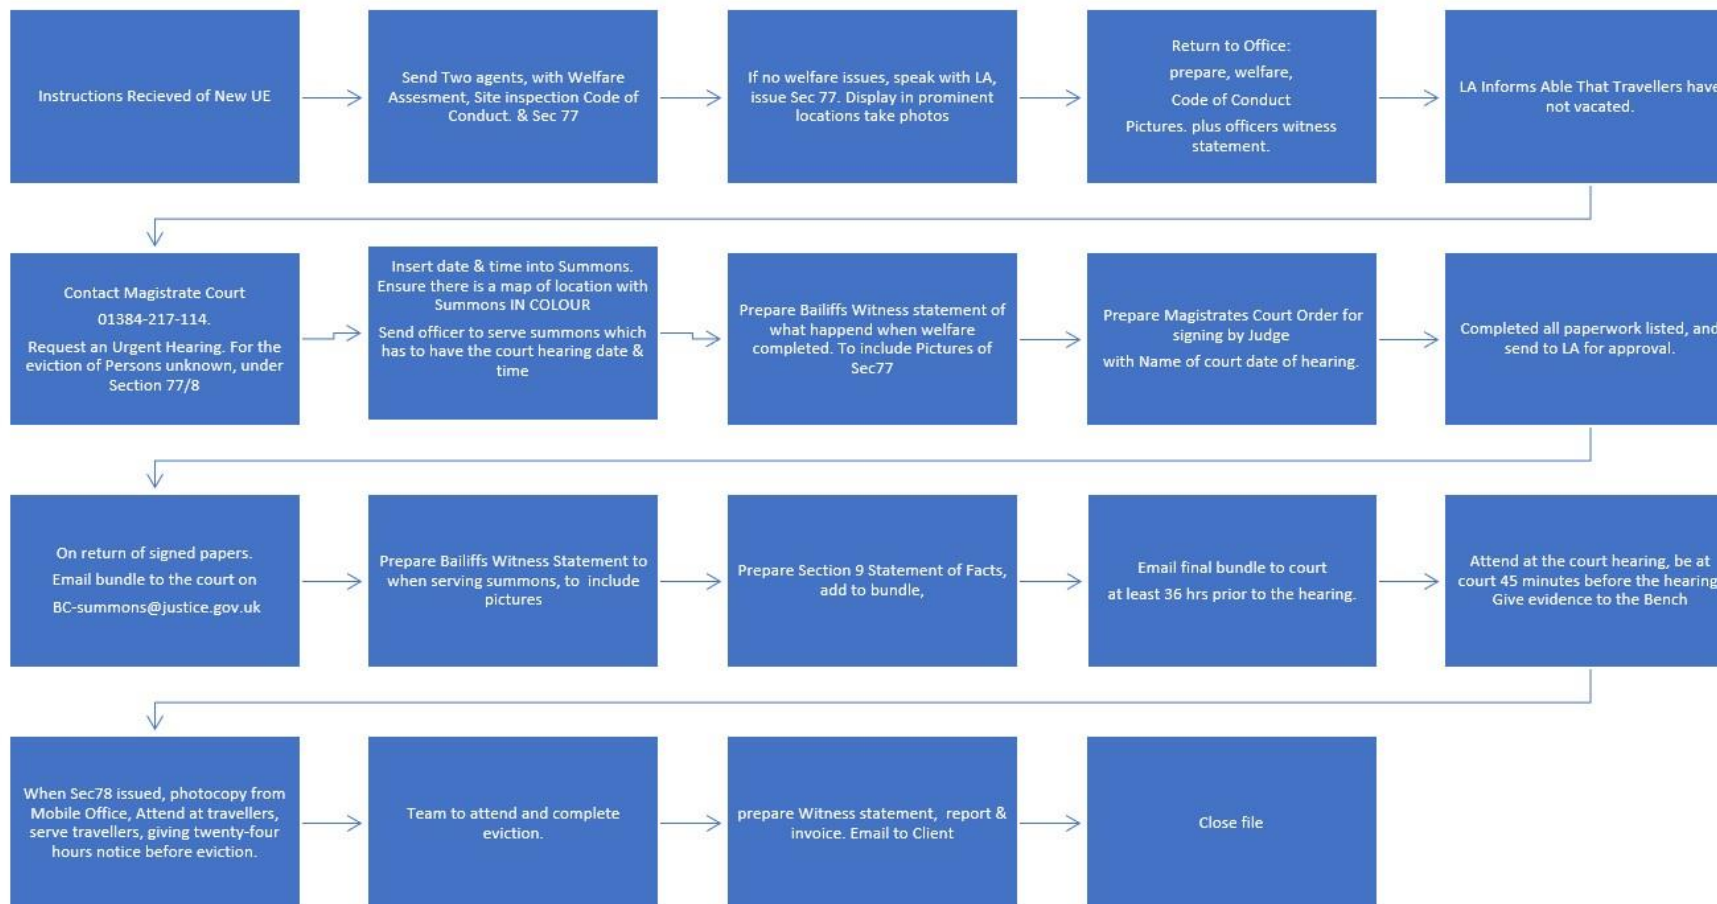 Instructions Recieved of New UE
Send Two agents, with Welfare
Assesment, Site inspection Code of
Conduct. & Sec 77
If no welfare issues, speak with LA,
issue Sec 77. Display in prominent
locations take photos
Return to Office:
prepare, welfare,
Code of Conduct
Pictures. plus officers witness
statement.
LA Informs Able That Travellers have
not vacated.
Contact Magistrate Court
01384-217-114.
Request an Urgent Hearing. For the
eviction of Persons unknown, under
Section 77/8
Insert date & time into Summons.
Ensure there is a map of location with
Summons IN COLOUR
Send officer to serve summons which
has to have the court hearing date &
time
Prepare Bailiffs Witness statement of
what happend when welfare
completed. To include Pictures of
Sec77
Prepare Magistrates Court Order for
signing by Judge
with Name of court date of hearing.
Completed all paperwork listed, and
send to LA for approval.
On return of signed papers.
Email bundle to the court on
BC-summons@justice.gov.uk
Prepare Bailiffs Witness Statement to
when serving summons, to include
pictures
Prepare Section 9 Statement of Facts,
add to bundle,
Email final bundle to court
at least 36 hrs prior to the hearing.
Attend at the court hearing, be at
court 45 minutes before the hearing
Give evidence to the Bench
When Sec78 issued, photocopy from
Mobile Office, Attend at travellers,
serve travellers, giving twenty-four
hours notice before eviction.
Team to attend and complete
eviction.
prepare Witness statement, report &
invoice. Email to Client
Close file